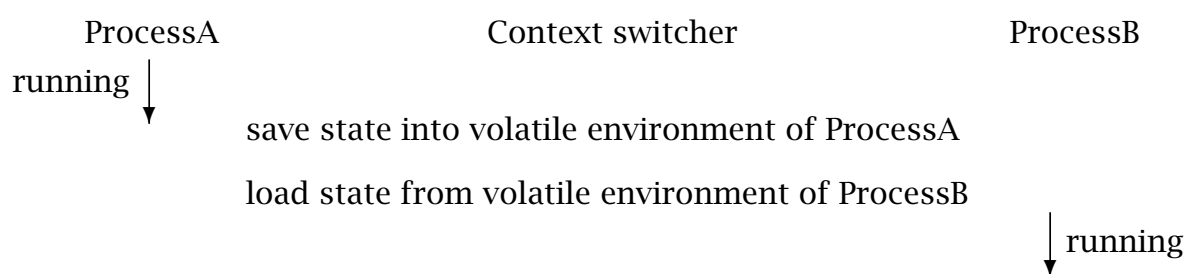 ProcessA Context switcher ProcessB
running
save state into volatile environment of ProcessA
load state from volatile environment of ProcessB
running